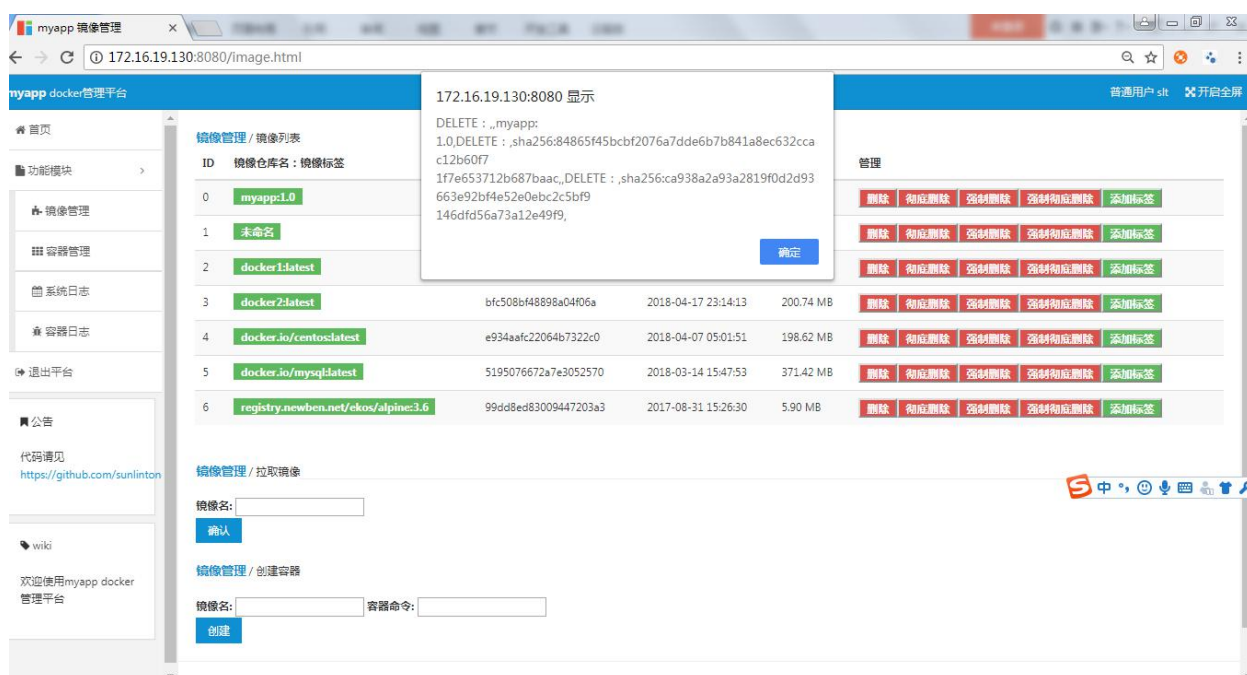 myapp 镜像管理
172.16.19.130:8080/image.html
myapp docker管理平台
普通用户 slt 开启全屏
首页
功能模块
镜像管理
容器管理
系统日志
容器日志
退出平台
公告
代码请见
https://github.com/sunlinton
wiki
欢迎使用myapp docker
管理平台
172.16.19.130:8080 显示
DELETE：,,myapp:
1.0,DELETE：,sha256:84865f45bcbf2076a7dde6b7b841a8ec632cca
c12b60f7
1f7e653712b687baac,,DELETE：,sha256:ca938a2a93a2819f0d2d93
663e92bf4e52e0ebc2c5bf9
146dfd56a73a12e49f9,
确定
镜像管理 / 镜像列表
ID 镜像仓库名：镜像标签 管理
0 myapp:1.0 删除 彻底删除 强制删除 强制彻底删除 添加标签
1 未命名 删除 彻底删除 强制删除 强制彻底删除 添加标签
2 docker1:latest 删除 彻底删除 强制删除 强制彻底删除 添加标签
3 docker2:latest bfc508bf48898a04f06a 2018-04-17 23:14:13 200.74 MB 删除 彻底删除 强制删除 强制彻底删除 添加标签
4 docker.io/centos:latest e934aafc22064b7322c0 2018-04-07 05:01:51 198.62 MB 删除 彻底删除 强制删除 强制彻底删除 添加标签
5 docker.io/mysql:latest 5195076672a7e3052570 2018-03-14 15:47:53 371.42 MB 删除 彻底删除 强制删除 强制彻底删除 添加标签
6 registry.newben.net/ekos/alpine:3.6 99dd8ed83009447203a3 2017-08-31 15:26:30 5.90 MB 删除 彻底删除 强制删除 强制彻底删除 添加标签
镜像管理 / 拉取镜像
镜像名:
确认
镜像管理 / 创建容器
镜像名: 容器命令:
创建
中